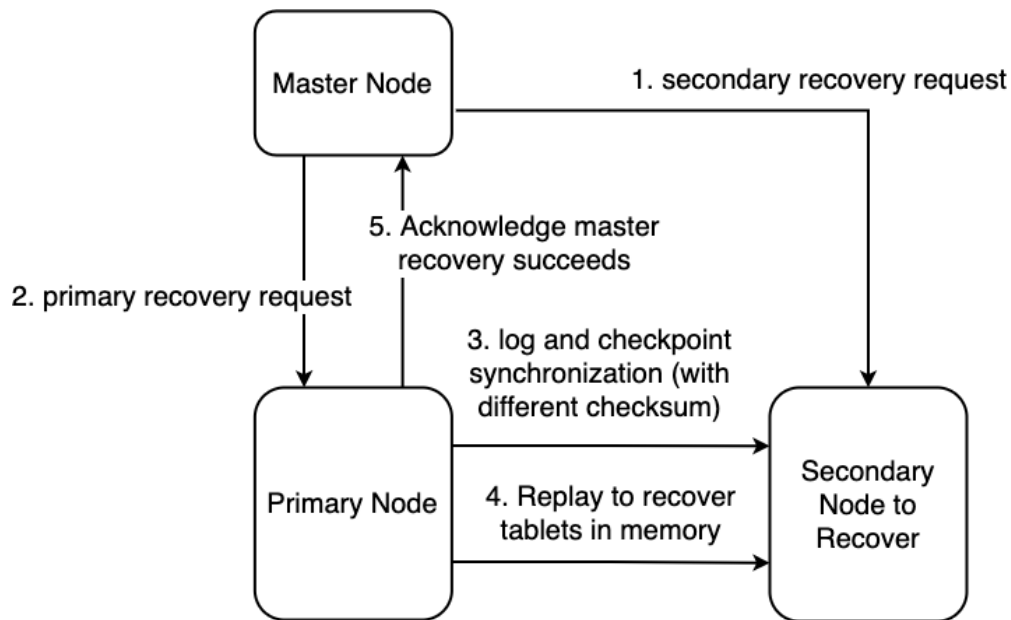 Master Node
1. secondary recovery request
5. Acknowledge master
recovery succeeds
2. primary recovery request
3. log and checkpoint
synchronization (with
different checksum)
Primary Node
4. Replay to recover
tablets in memory
Secondary
Node to
Recover